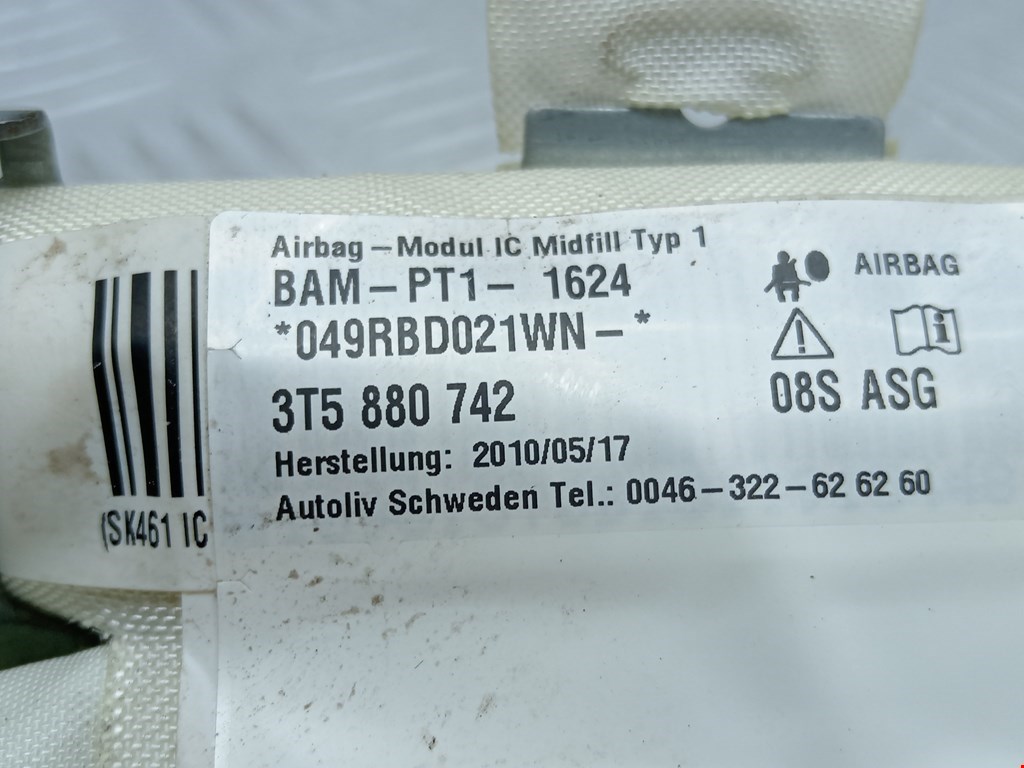 Airbag-Modul IC Midfill Typ 1
BAM-PT1- 1624
*049RBD021WN-*
3T5 880 742
Herstellung: 2010/05/17
Autoliv Schweden Tel.: 0046-322-62 62 60
AIRBAG
08S ASG
(SK461 IC